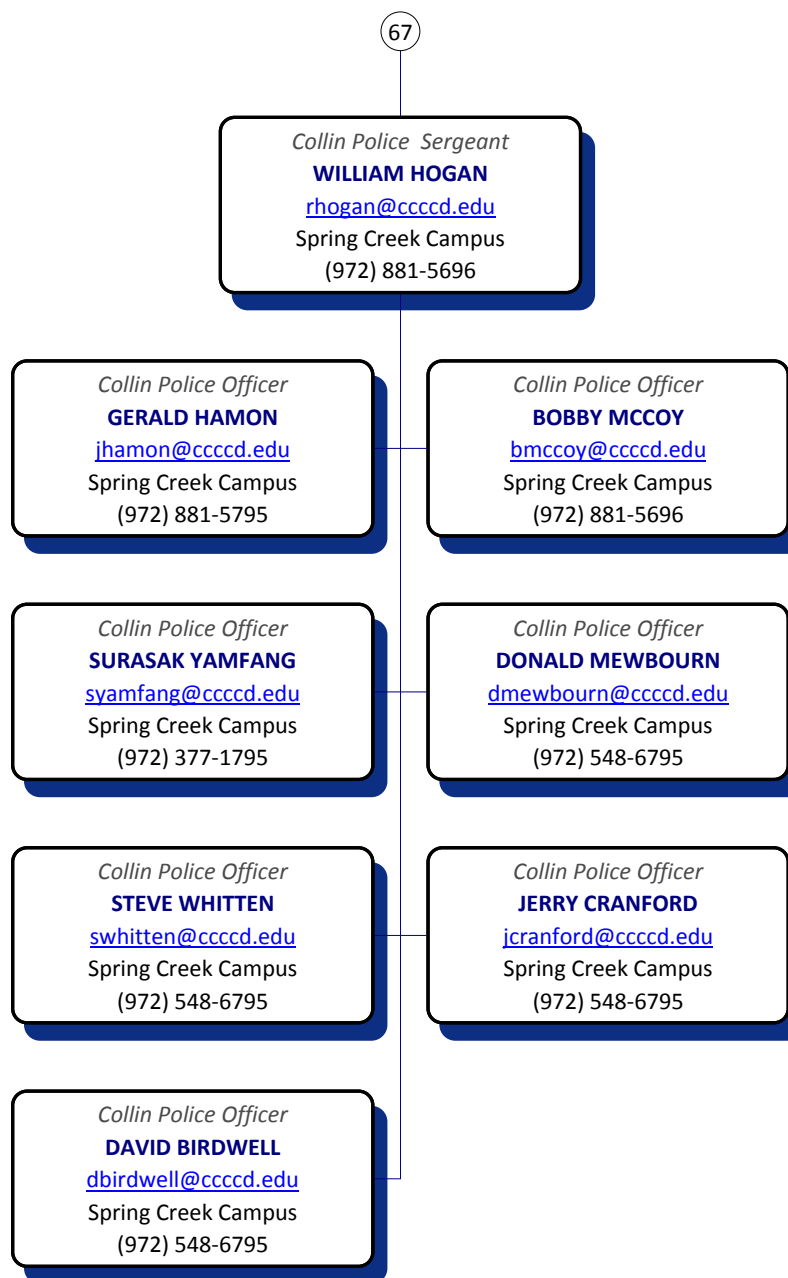 67
Collin Police  Sergeant
WILLIAM HOGAN
rhogan@ccccd.edu
Spring Creek Campus
(972) 881-5696
Collin Police Officer
GERALD HAMON
jhamon@ccccd.edu
Spring Creek Campus
(972) 881-5795
Collin Police Officer
BOBBY MCCOY
bmccoy@ccccd.edu
Spring Creek Campus
(972) 881-5696
Collin Police Officer
SURASAK YAMFANG
syamfang@ccccd.edu
Spring Creek Campus
(972) 377-1795
Collin Police Officer
DONALD MEWBOURN
dmewbourn@ccccd.edu
Spring Creek Campus
(972) 548-6795
Collin Police Officer
STEVE WHITTEN
swhitten@ccccd.edu
Spring Creek Campus
(972) 548-6795
Collin Police Officer
JERRY CRANFORD
jcranford@ccccd.edu
Spring Creek Campus
(972) 548-6795
Collin Police Officer
DAVID BIRDWELL
dbirdwell@ccccd.edu
Spring Creek Campus
(972) 548-6795